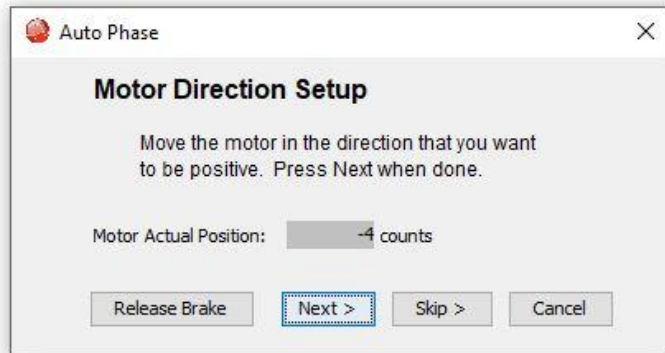 Auto Phase
Motor Direction Setup
Move the motor in the direction that you want
to be positive. Press Next when done.
Motor Actual Position: -4 counts
Release Brake Next > Skip > Cancel